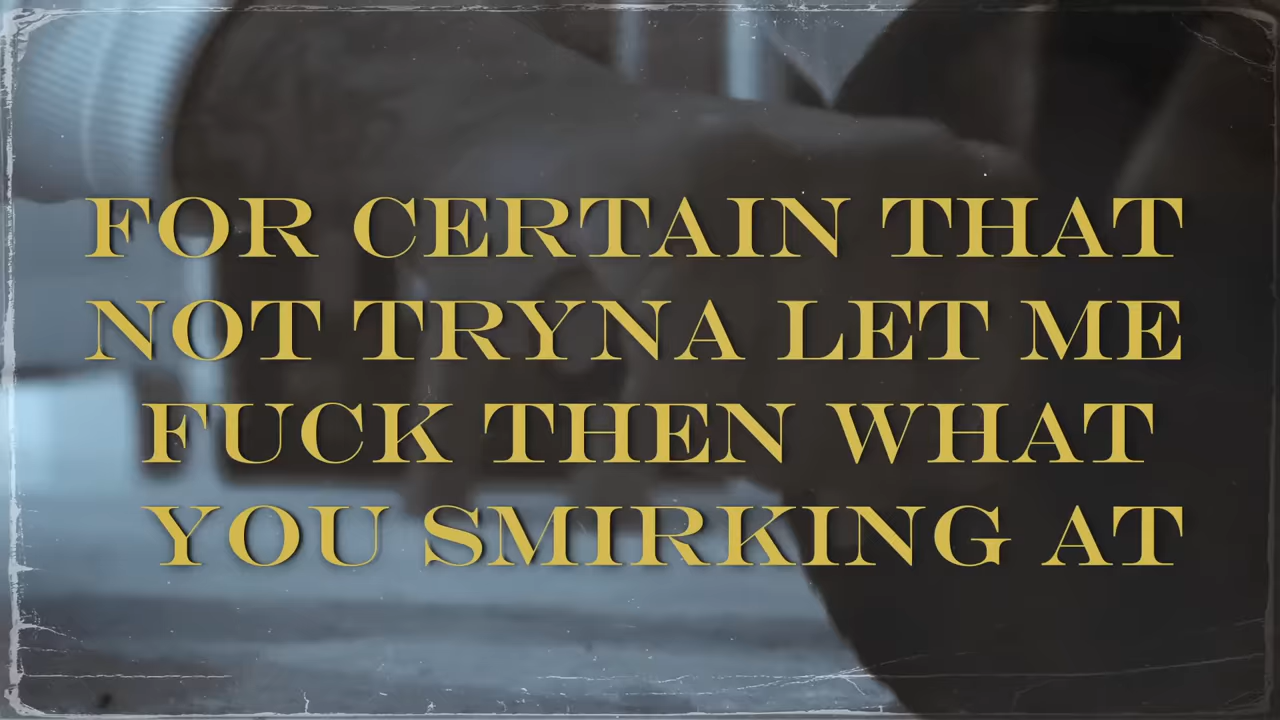 FOR CERTAIN THAT
NOT TRYNA LET ME
FUCK THEN WHAT
YOU SMIRKING AT